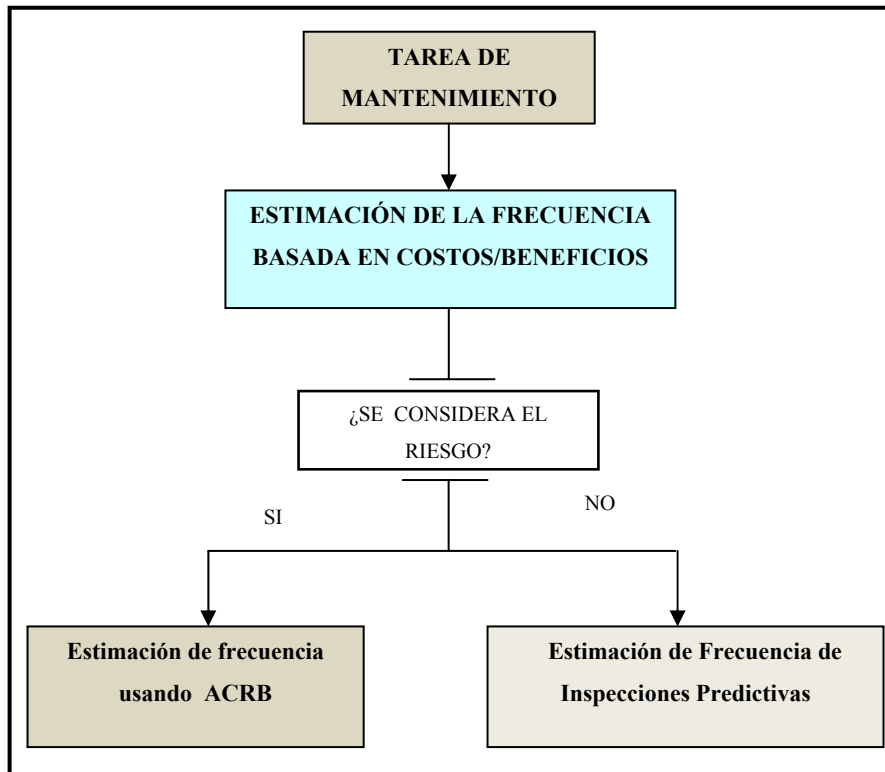 TAREA DE
MANTENIMIENTO
ESTIMACIÓN DE LA FRECUENCIA
BASADA EN COSTOS/BENEFICIOS
¿SE CONSIDERA EL
RIESGO?
SI
NO
Estimación de frecuencia
usando ACRB
Estimación de Frecuencia de
Inspecciones Predictivas